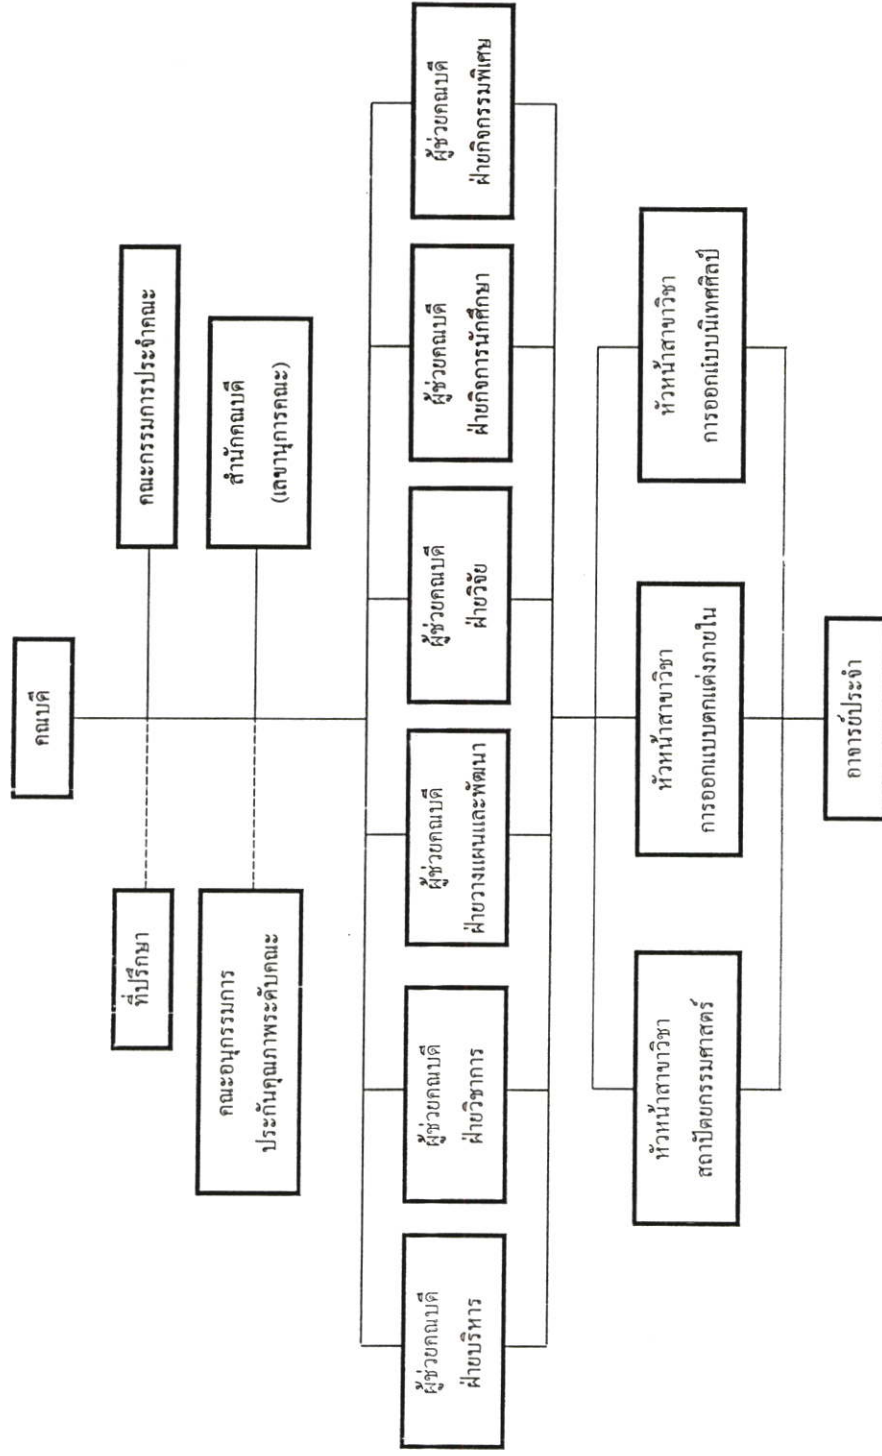 คณบดี
ที่ปรึกษา
คณะกรรมการประจำคณะ
คณะอนุกรรมการ
ประกันคุณภาพระดับคณะ
สำนักคณบดี
(เลขานุการคณะ)
ผู้ช่วยคณบดี
ฝ่ายบริหาร
ผู้ช่วยคณบดี
ฝ่ายวิชาการ
ผู้ช่วยคณบดี
ฝ่ายวางแผนและพัฒนา
ผู้ช่วยคณบดี
ฝ่ายวิจัย
ผู้ช่วยคณบดี
ฝ่ายกิจการนักศึกษา
ผู้ช่วยคณบดี
ฝ่ายกิจกรรมพิเศษ
หัวหน้าสาขาวิชา
สถาปัตยกรรมศาสตร์
หัวหน้าสาขาวิชา
การออกแบบตกแต่งภายใน
หัวหน้าสาขาวิชา
การออกแบบนิเทศศิลป์
อาจารย์ประจำ